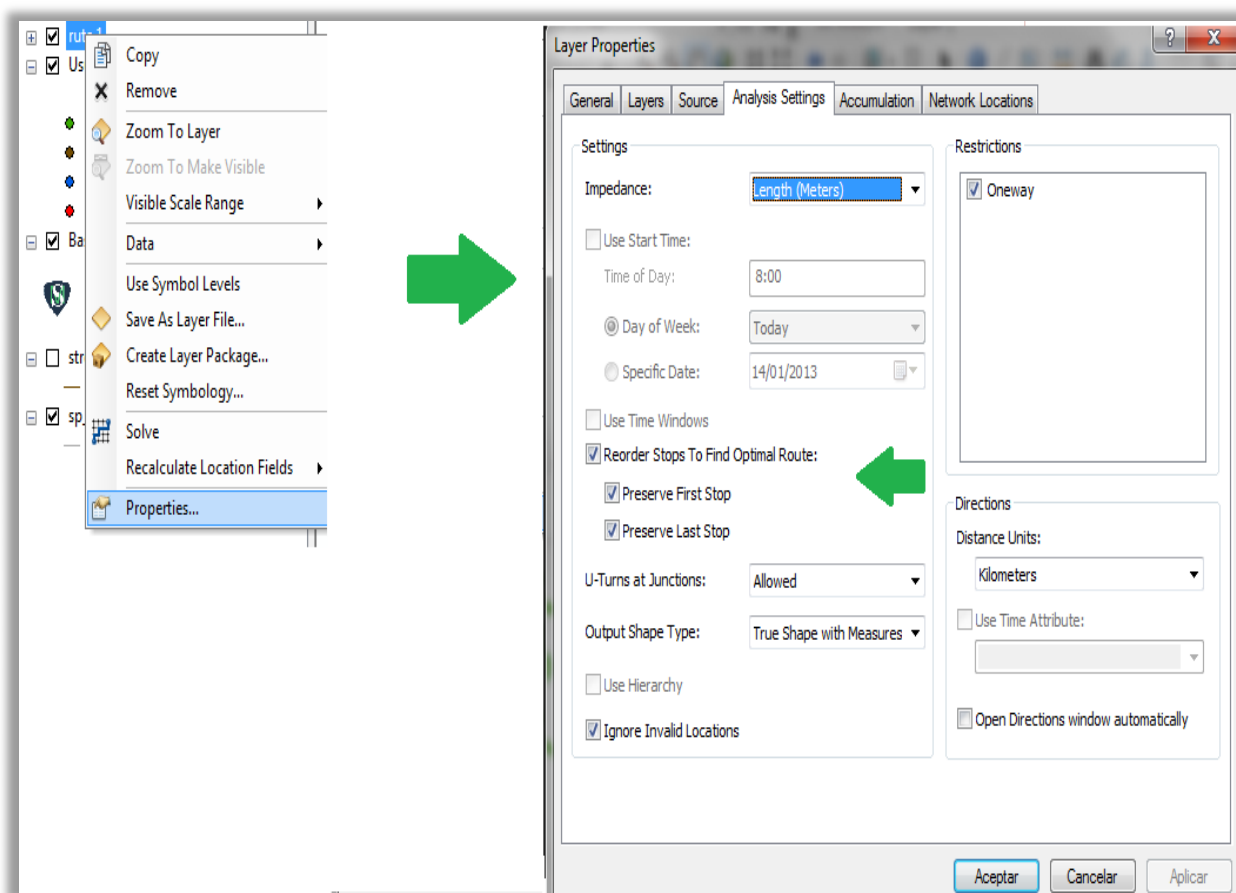 ruta 1
Us
Ba
str
sp_
Copy
Remove
Zoom To Layer
Zoom To Make Visible
Visible Scale Range
Data
Use Symbol Levels
Save As Layer File...
Create Layer Package...
Reset Symbology...
Solve
Recalculate Location Fields
Properties...
Layer Properties
General
Layers
Source
Analysis Settings
Accumulation
Network Locations
Settings
Impedance:
Length (Meters)
Use Start Time:
Time of Day:
8:00
Day of Week:
Today
Specific Date:
14/01/2013
Use Time Windows
Reorder Stops To Find Optimal Route:
Preserve First Stop
Preserve Last Stop
U-Turns at Junctions:
Allowed
Output Shape Type:
True Shape with Measures
Use Hierarchy
Ignore Invalid Locations
Restrictions
Oneway
Directions
Distance Units:
Kilometers
Use Time Attribute:
Open Directions window automatically
Aceptar
Cancelar
Aplicar